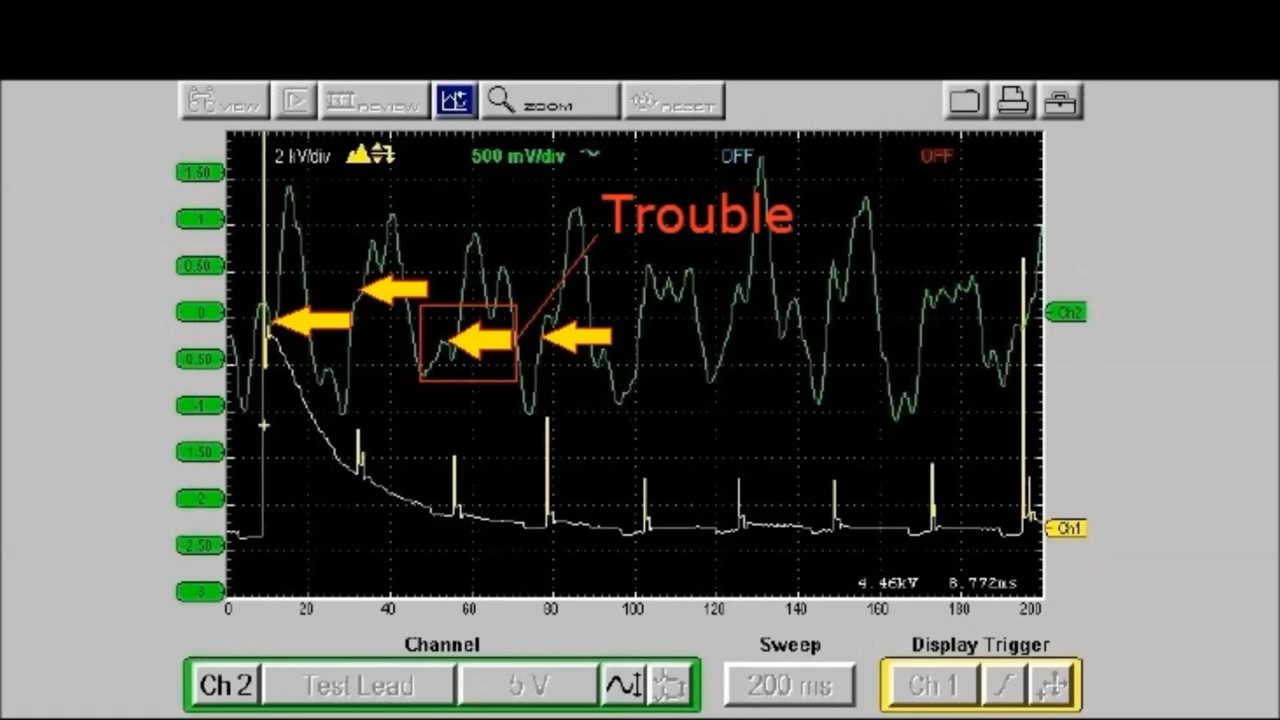 VIEW REVIEW ZOOM RESET
2 kV/div 500 mV/div OFF OFF
1.50
1
0.50
0
0.50
-1
1.50
-2
-2.50
-3
Trouble
Ch2
Ch1
4.46kV 8.772ms
0 20 40 60 80 100 120 140 160 180 200
Channel Sweep Display Trigger
Ch 2 Test Lead 5 V 200 ms Ch 1